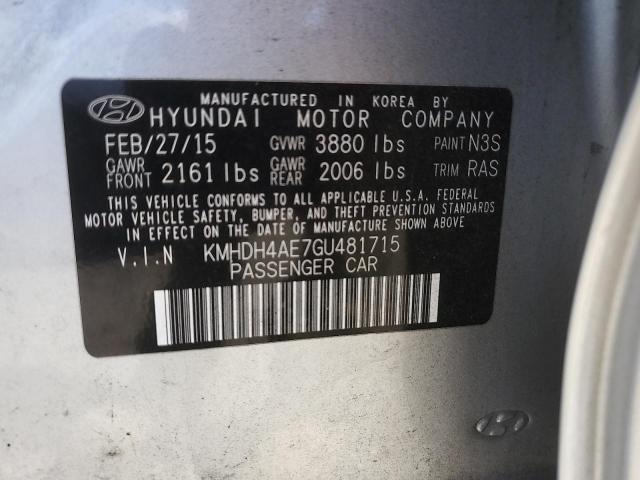 MANUFACTURED IN KOREA BY
HYUNDAI MOTOR COMPANY
FEB/27/15 GVWR 3880 lbs PAINT N3S
GAWR FRONT 2161 lbs GAWR REAR 2006 lbs TRIM RAS
THIS VEHICLE CONFORMS TO ALL APPLICABLE U.S.A. FEDERAL
MOTOR VEHICLE SAFETY, BUMPER, AND THEFT PREVENTION STANDARDS
IN EFFECT ON THE DATE OF MANUFACTURE SHOWN ABOVE.
V.I.N KMHDH4AE7GU481715
PASSENGER CAR